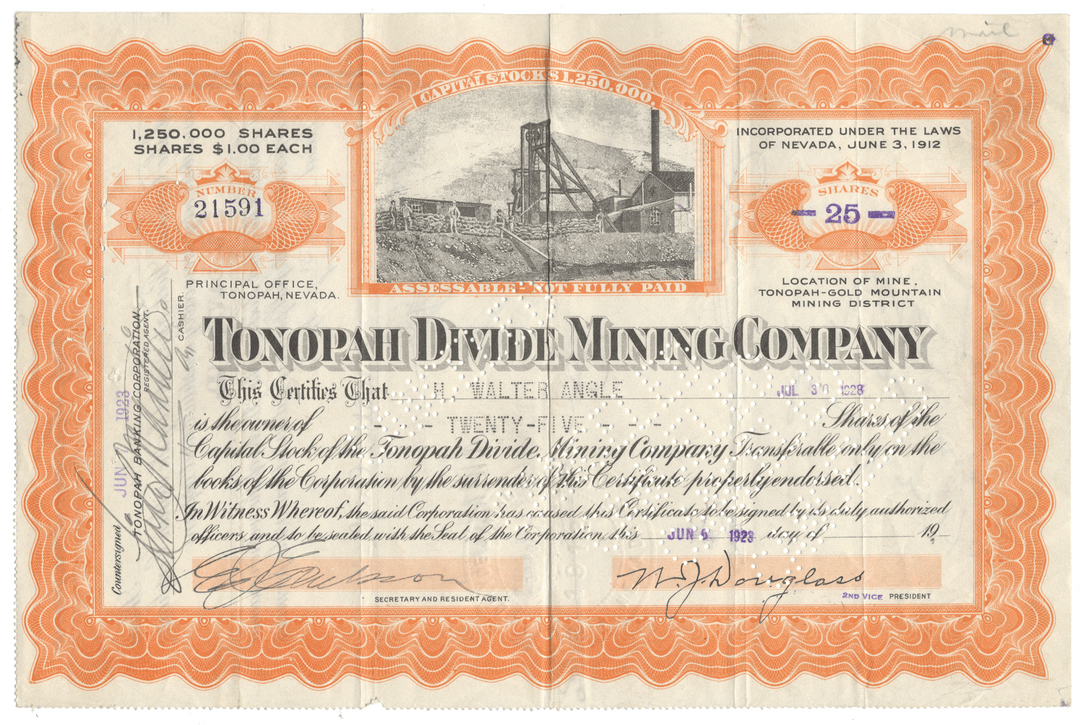 mail
CAPITAL STOCK $1,250,000.
1,250,000 SHARES
SHARES $1.00 EACH
INCORPORATED UNDER THE LAWS
OF NEVADA, JUNE 3, 1912
NUMBER
21591
SHARES
25
PRINCIPAL OFFICE,
TONOPAH, NEVADA.
ASSESSABLE - NOT FULLY PAID
LOCATION OF MINE,
TONOPAH-GOLD MOUNTAIN
MINING DISTRICT
TONOPAH DIVIDE MINING COMPANY
This Certifies That H. WALTER ANGLE JUL 30 1928
is the owner of - - - TWENTY-FIVE - - - Shares of the
Capital Stock of the Tonopah Divide Mining Company Transferable only on the
books of the Corporation by the surrender of this Certificate properly endorsed.
In Witness Whereof, the said Corporation has caused this Certificate to be signed by its duly authorized
officers, and to be sealed with the Seal of the Corporation this JUN 1923 day of 19
W. J. Douglass
SECRETARY AND RESIDENT AGENT.
2ND VICE PRESIDENT
Countersigned
JUN 1923
TONOPAH BANKING CORPORATION
REGISTERED AGENT.
CASHIER.